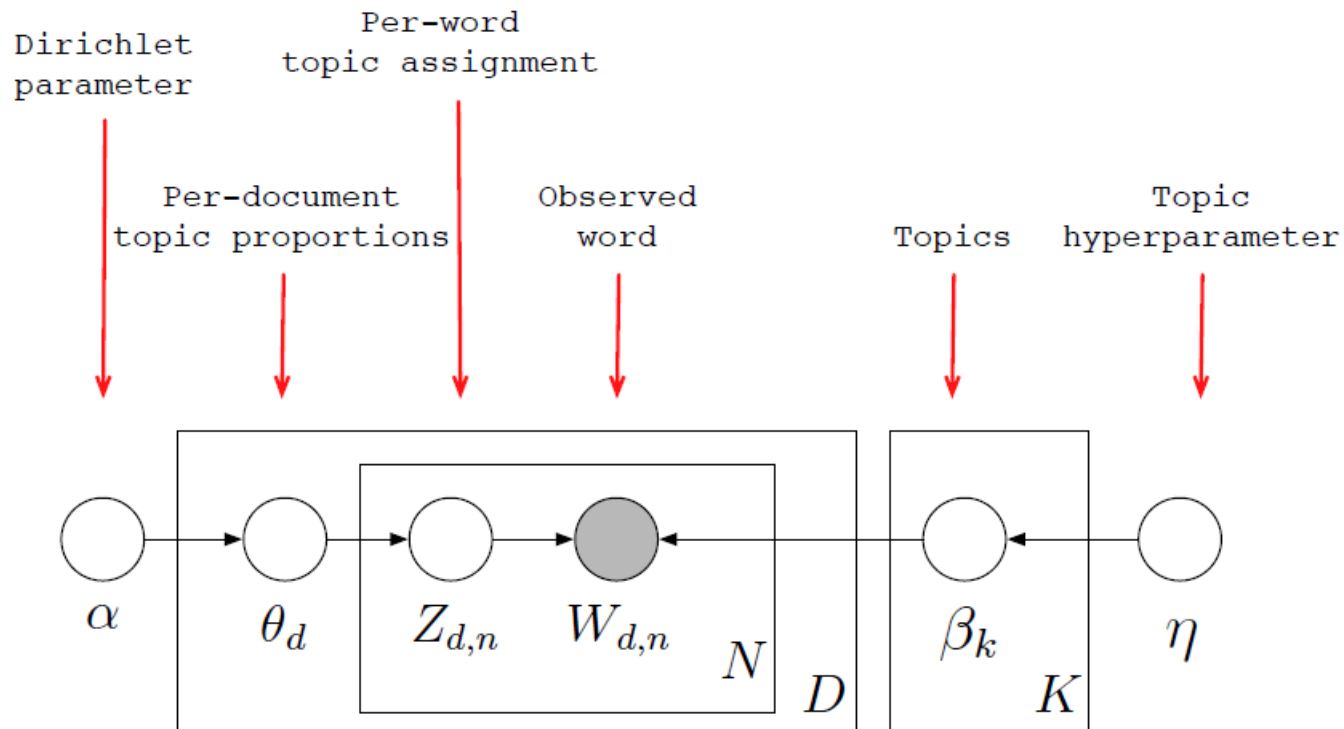 Dirichlet
parameter
Per-word
topic assignment
Per-document
topic proportions
Observed
word
Topics
Topic
hyperparameter
α
θ_d
Z_{d,n}
W_{d,n}
N
D
β_k
K
η